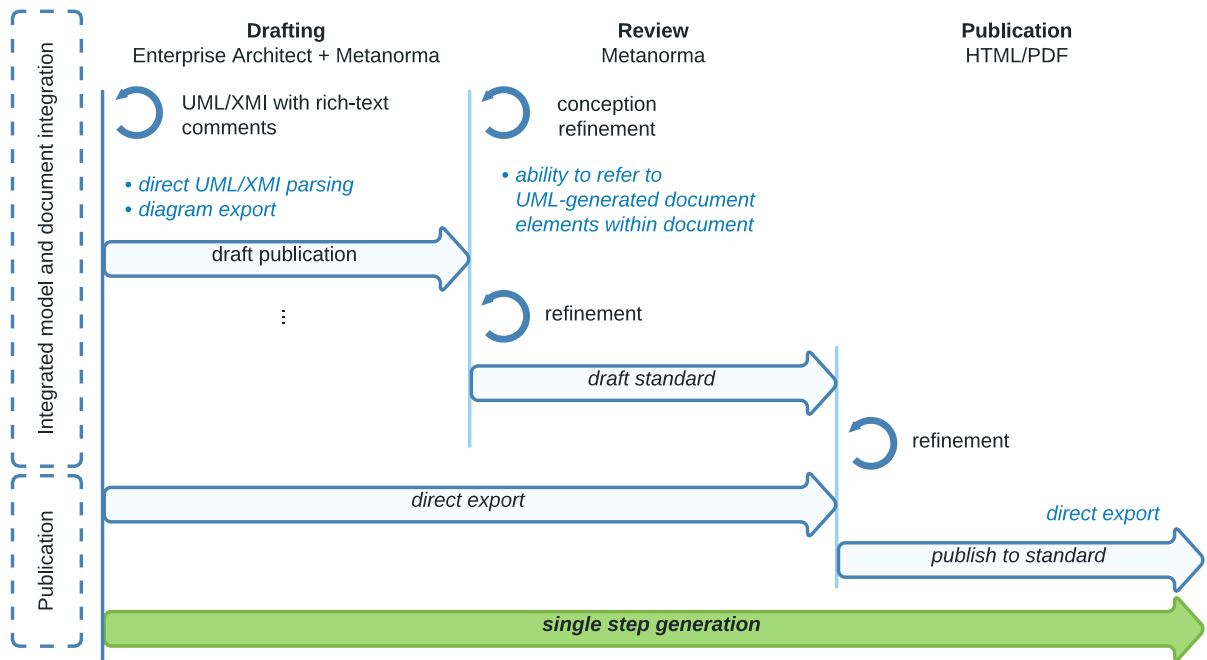 Drafting
Enterprise Architect + Metanorma
Review
Metanorma
Publication
HTML/PDF
Integrated model and document integration
UML/XMI with rich-text
comments
conception
refinement
• direct UML/XMI parsing
• diagram export
• ability to refer to
UML-generated document
elements within document
draft publication
...
refinement
draft standard
refinement
Publication
direct export
direct export
publish to standard
single step generation